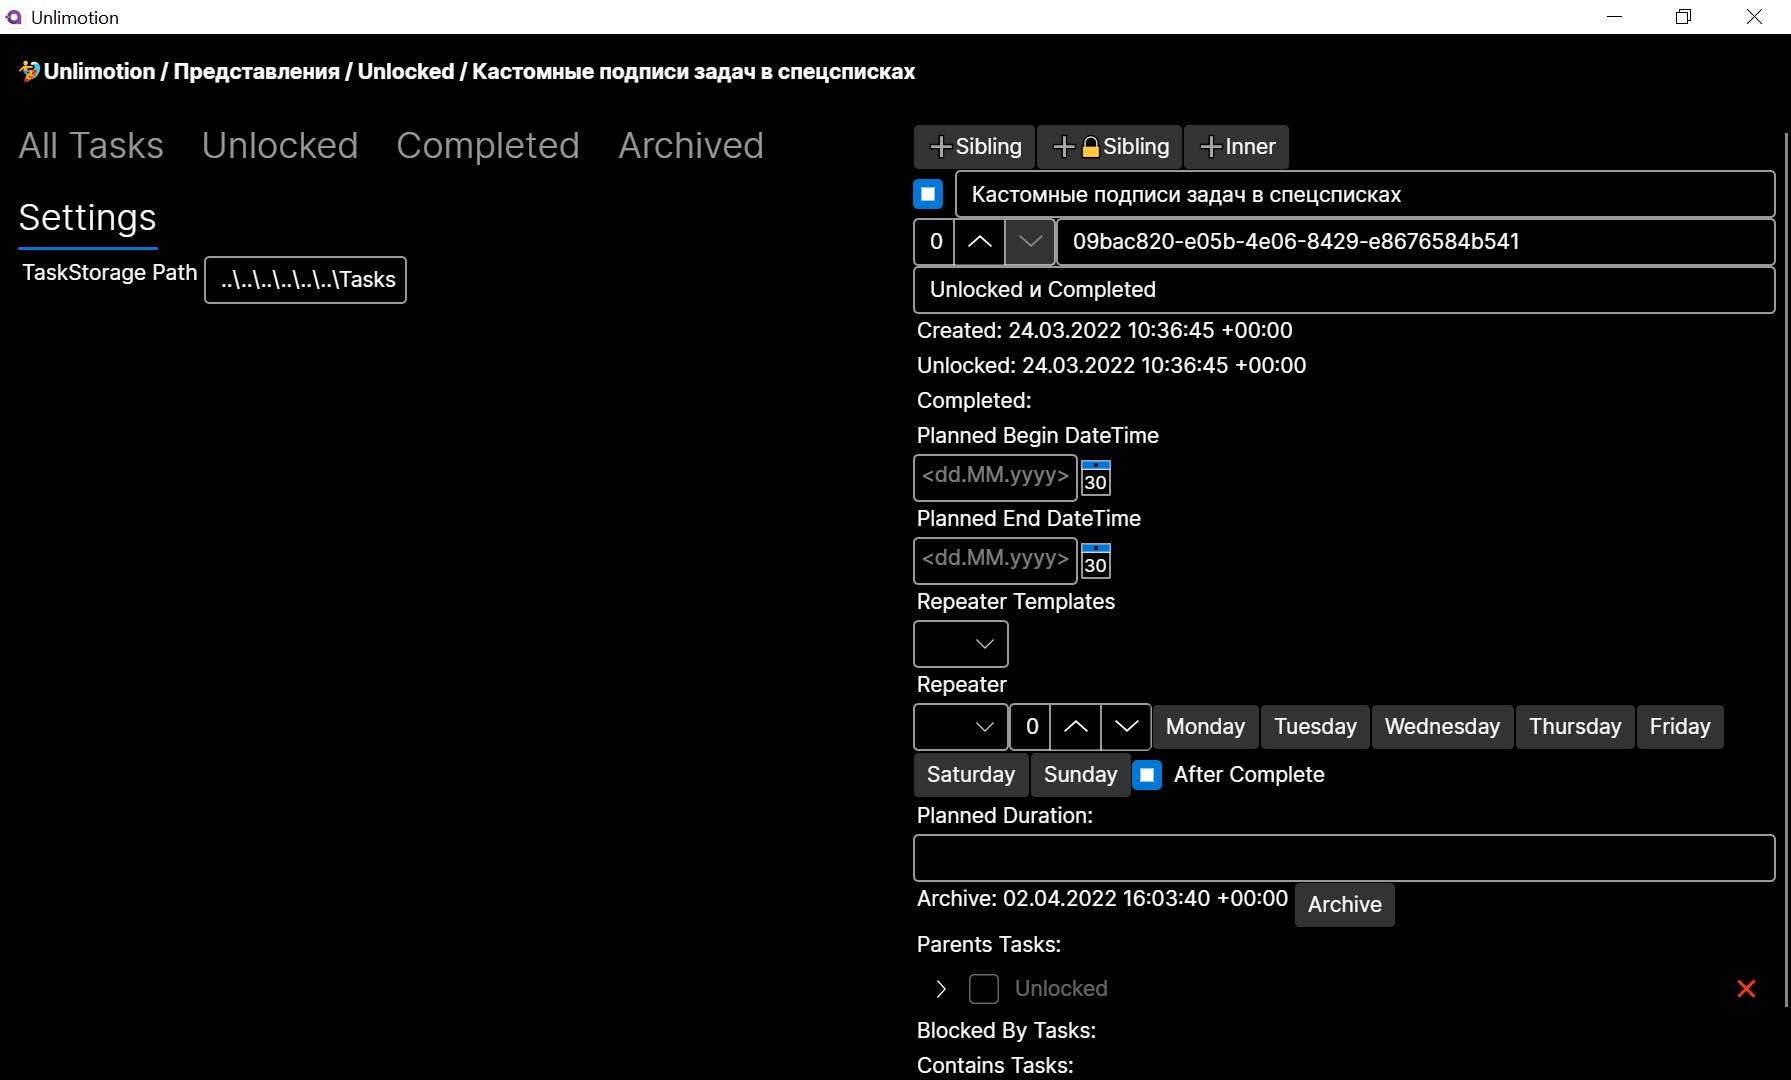 Unlimotion
Unlimotion / Представления / Unlocked / Кастомные подписи задач в спецсписках
All Tasks Unlocked Completed Archived
Settings
TaskStorage Path ..\..\..\..\..\..\Tasks
Sibling Sibling Inner
Кастомные подписи задач в спецсписках
0 09bac820-e05b-4e06-8429-e8676584b541
Unlocked и Completed
Created: 24.03.2022 10:36:45 +00:00
Unlocked: 24.03.2022 10:36:45 +00:00
Completed:
Planned Begin DateTime
<dd.MM.yyyy> 30
Planned End DateTime
<dd.MM.yyyy> 30
Repeater Templates
Repeater
0 Monday Tuesday Wednesday Thursday Friday
Saturday Sunday After Complete
Planned Duration:
Archive: 02.04.2022 16:03:40 +00:00 Archive
Parents Tasks:
Unlocked
Blocked By Tasks:
Contains Tasks: